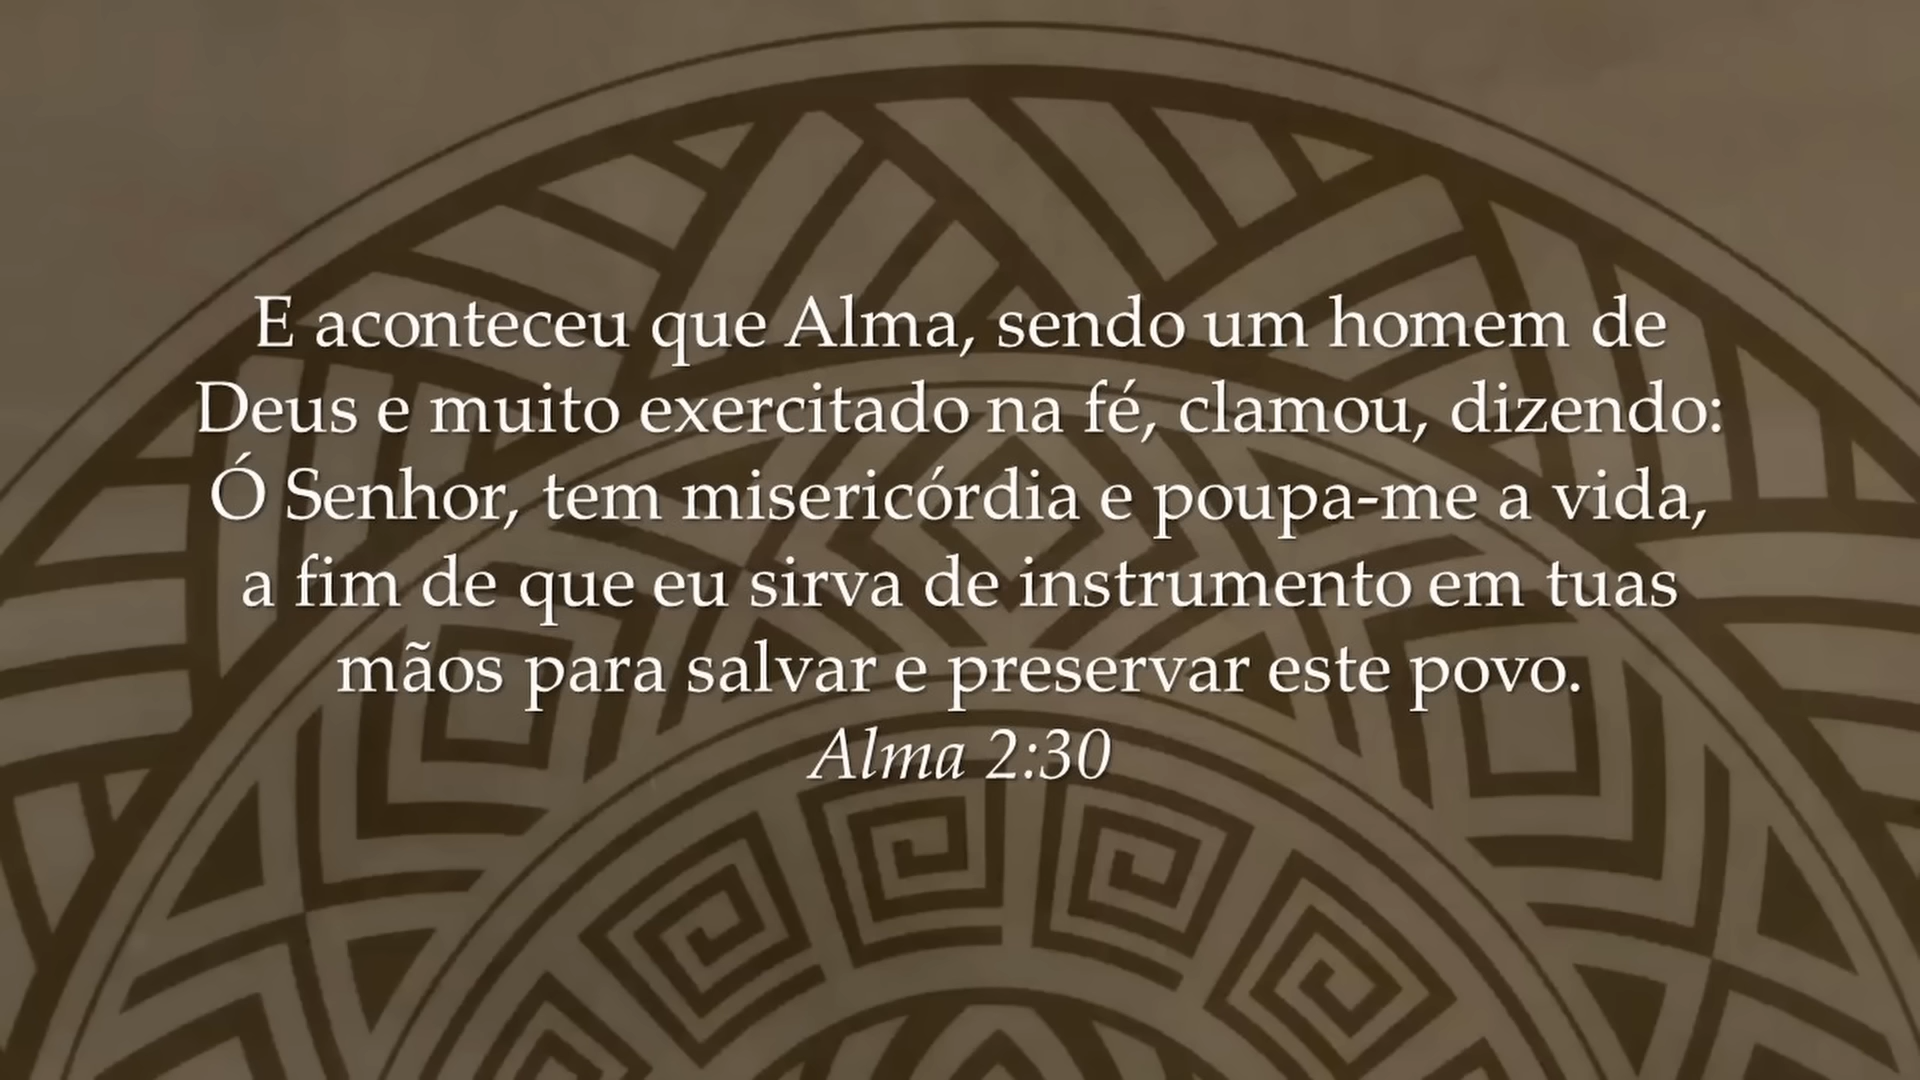 E aconteceu que Alma, sendo um homem de
Deus e muito exercitado na fé, clamou, dizendo:
Ó Senhor, tem misericórdia e poupa-me a vida,
a fim de que eu sirva de instrumento em tuas
mãos para salvar e preservar este povo.
Alma 2:30